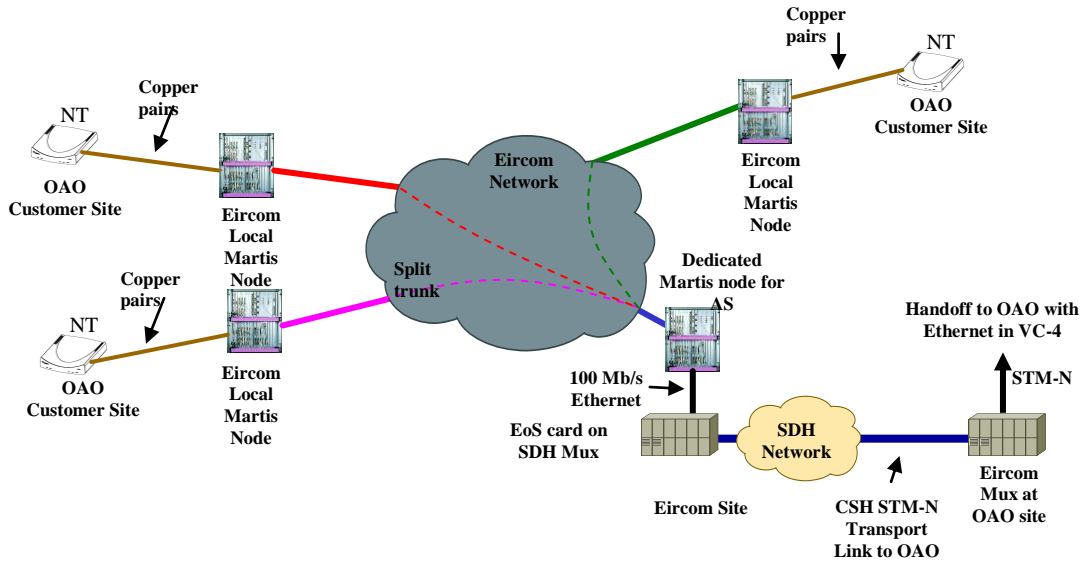 Copper
pairs
NT
OAO
Customer Site
Copper
pairs
NT
OAO
Customer Site
Eircom
Local
Martis
Node
Eircom
Network
Eircom
Local
Martis
Node
Split
trunk
Dedicated
Martis node for
AS
Copper
pairs
NT
OAO
Customer Site
Eircom
Local
Martis
Node
Handoff to OAO with
Ethernet in VC-4
STM-N
100 Mb/s
Ethernet
EoS card on
SDH Mux
SDH
Network
Eircom Site
CSH STM-N
Transport
Link to OAO
Eircom
Mux at
OAO site